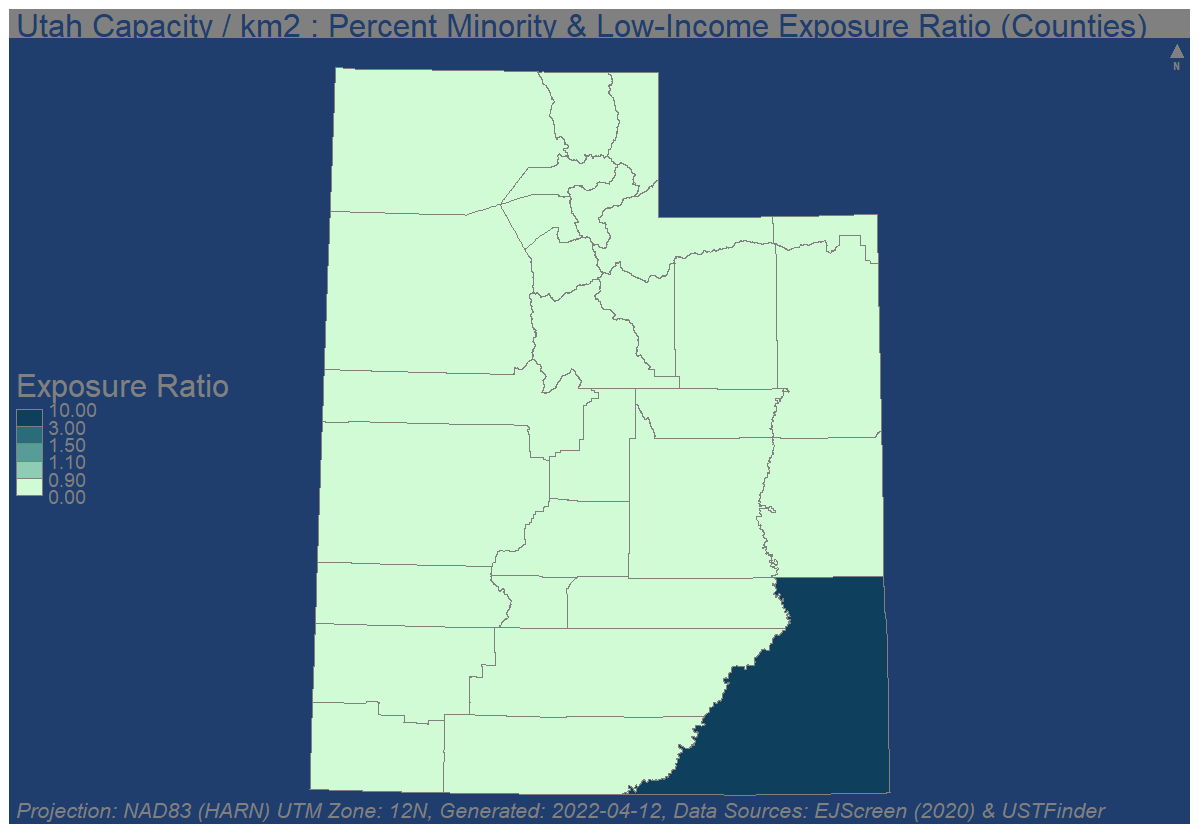 Utah Capacity / km2 : Percent Minority & Low-Income Exposure Ratio (Counties)
N
Exposure Ratio
10.00
3.00
1.50
1.10
0.90
0.00
Projection: NAD83 (HARN) UTM Zone: 12N, Generated: 2022-04-12, Data Sources: EJScreen (2020) & USTFinder